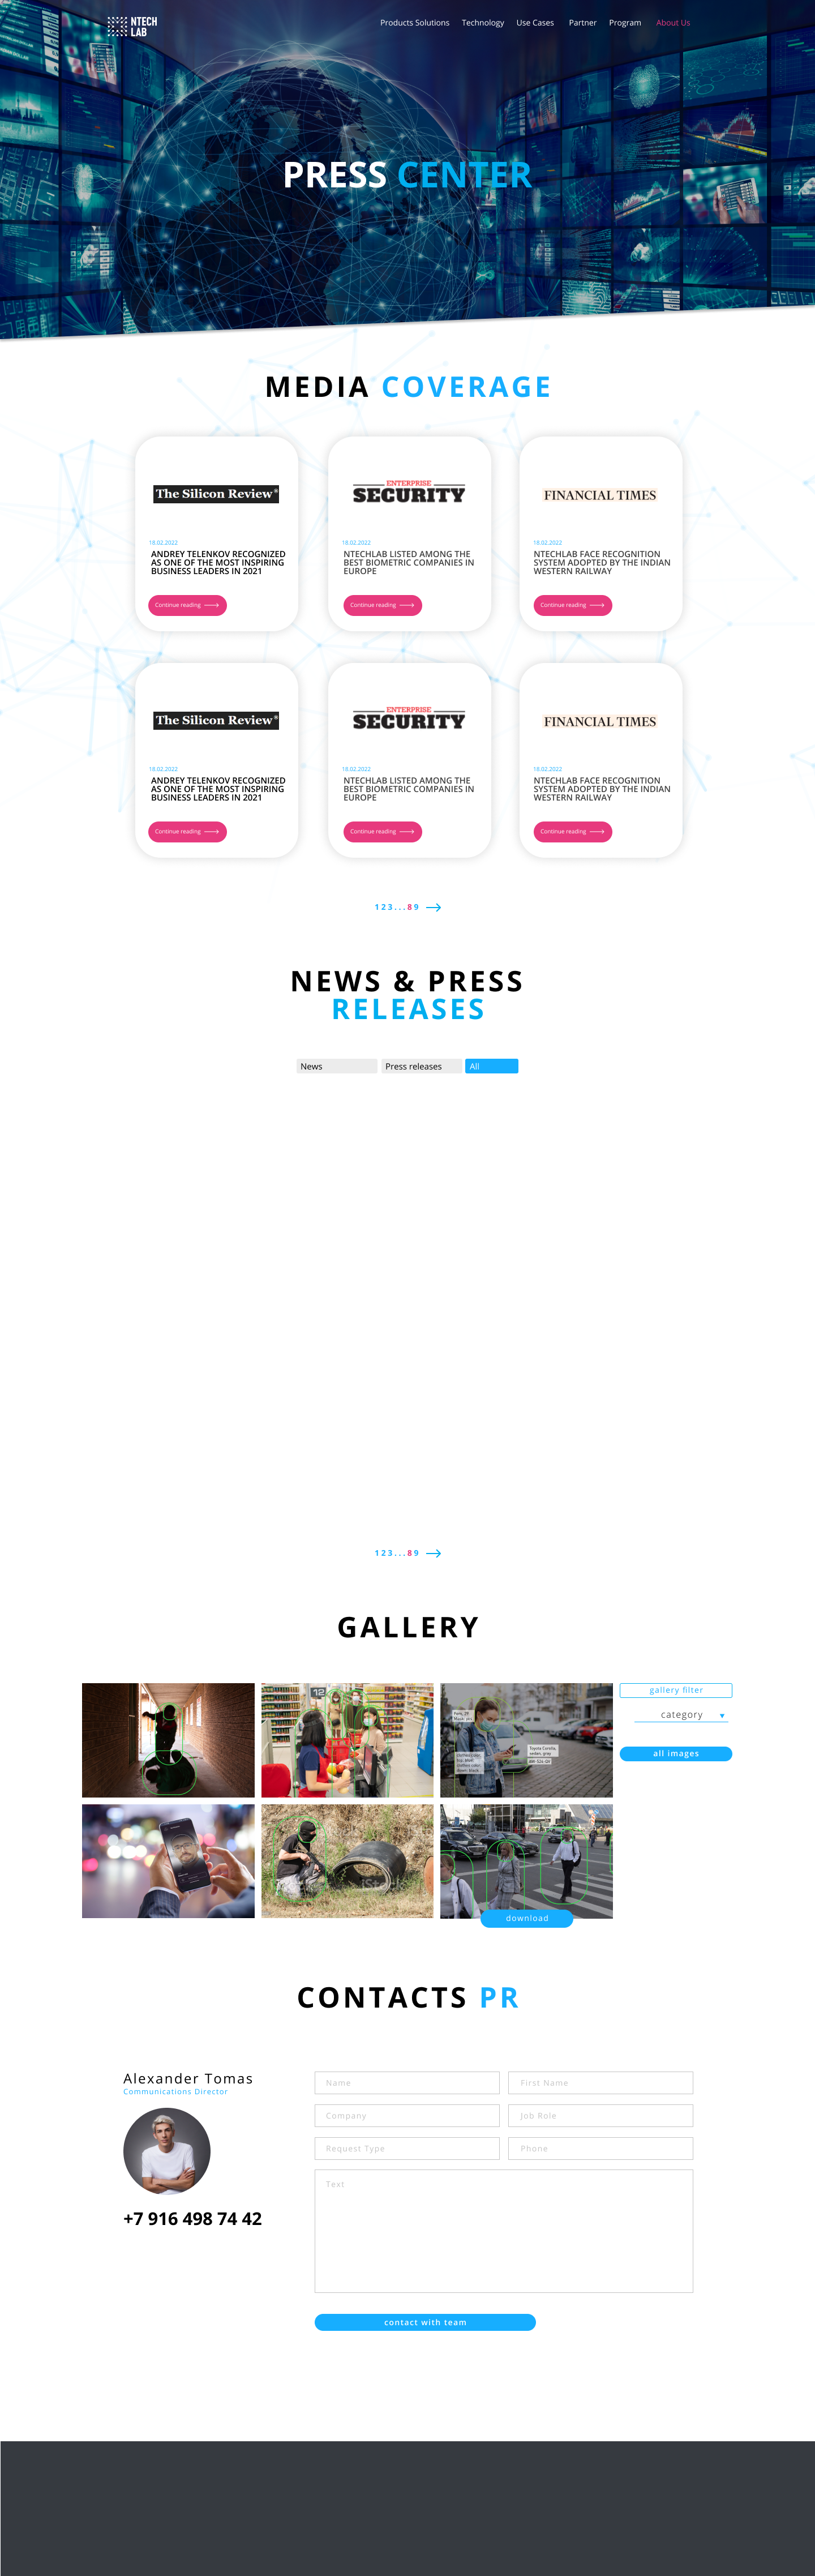 NTECH
LAB
Products Solutions
Technology
Use Cases
Partner
Program
About Us
PRESS CENTER
MEDIA COVERAGE
The Silicon Review®
18.02.2022
ANDREY TELENKOV RECOGNIZED
AS ONE OF THE MOST INSPIRING
BUSINESS LEADERS IN 2021
Continue reading
ENTERPRISE
SECURITY
18.02.2022
NTECHLAB LISTED AMONG THE
BEST BIOMETRIC COMPANIES IN
EUROPE
Continue reading
FINANCIAL TIMES
18.02.2022
NTECHLAB FACE RECOGNITION
SYSTEM ADOPTED BY THE INDIAN
WESTERN RAILWAY
Continue reading
The Silicon Review®
18.02.2022
ANDREY TELENKOV RECOGNIZED
AS ONE OF THE MOST INSPIRING
BUSINESS LEADERS IN 2021
Continue reading
ENTERPRISE
SECURITY
18.02.2022
NTECHLAB LISTED AMONG THE
BEST BIOMETRIC COMPANIES IN
EUROPE
Continue reading
FINANCIAL TIMES
18.02.2022
NTECHLAB FACE RECOGNITION
SYSTEM ADOPTED BY THE INDIAN
WESTERN RAILWAY
Continue reading
1 2 3 . . . 8 9
NEWS & PRESS
RELEASES
News
Press releases
All
1 2 3 . . . 8 9
GALLERY
12
Toyota Corolla,
sedan, gray
gallery filter
category
all images
iStock
download
CONTACTS PR
Alexander Tomas
Communications Director
+7 916 498 74 42
Name
First Name
Company
Job Role
Request Type
Phone
Text
contact with team